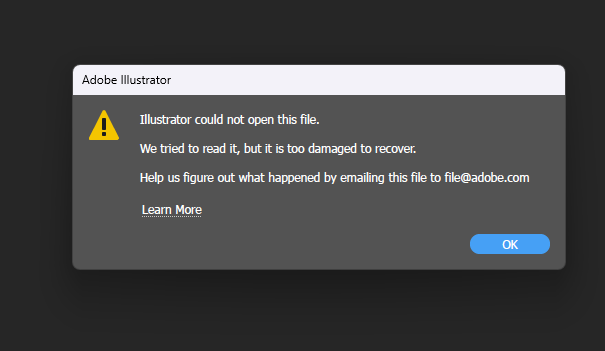 Adobe Illustrator
Illustrator could not open this file.
We tried to read it, but it is too damaged to recover.
Help us figure out what happened by emailing this file to file@adobe.com
Learn More
OK